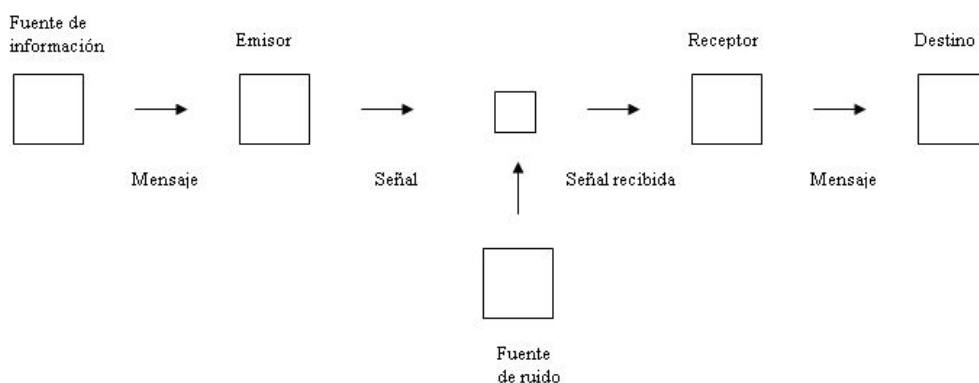 Fuente de
información
Emisor
Receptor
Destino
Mensaje
Señal
Señal recibida
Mensaje
Fuente
de ruido